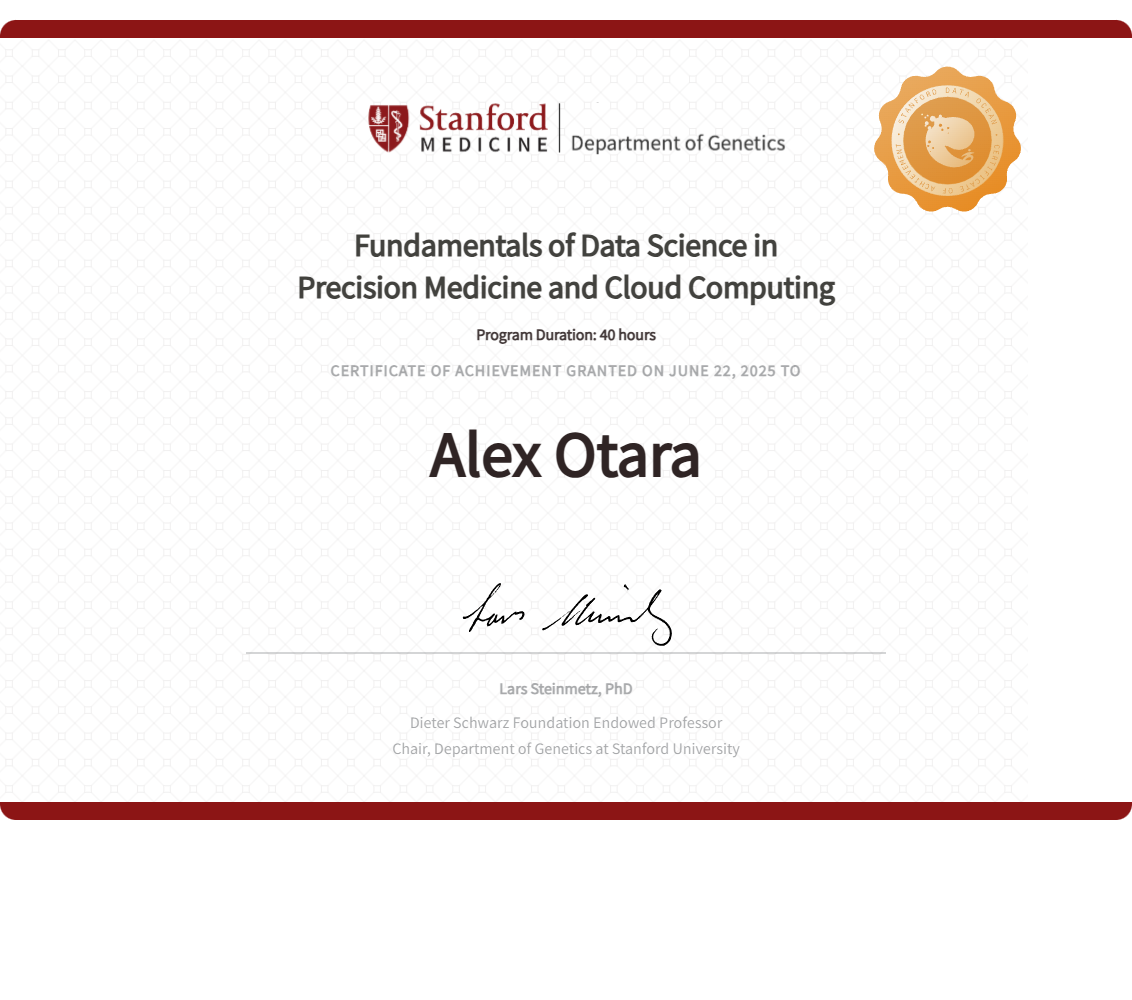 Stanford
MEDICINE
Department of Genetics
STANFORD DATA OCEAN • CERTIFICATE OF ACHIEVEMENT •
Fundamentals of Data Science in
Precision Medicine and Cloud Computing
Program Duration: 40 hours
CERTIFICATE OF ACHIEVEMENT GRANTED ON JUNE 22, 2025 TO
Alex Otara
Lars Steinmetz, PhD
Dieter Schwarz Foundation Endowed Professor
Chair, Department of Genetics at Stanford University